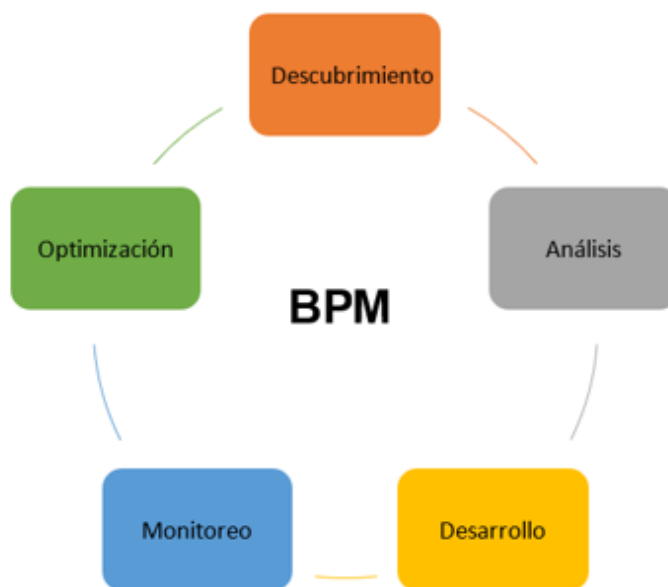 Descubrimiento
Optimización
Análisis
BPM
Monitoreo
Desarrollo